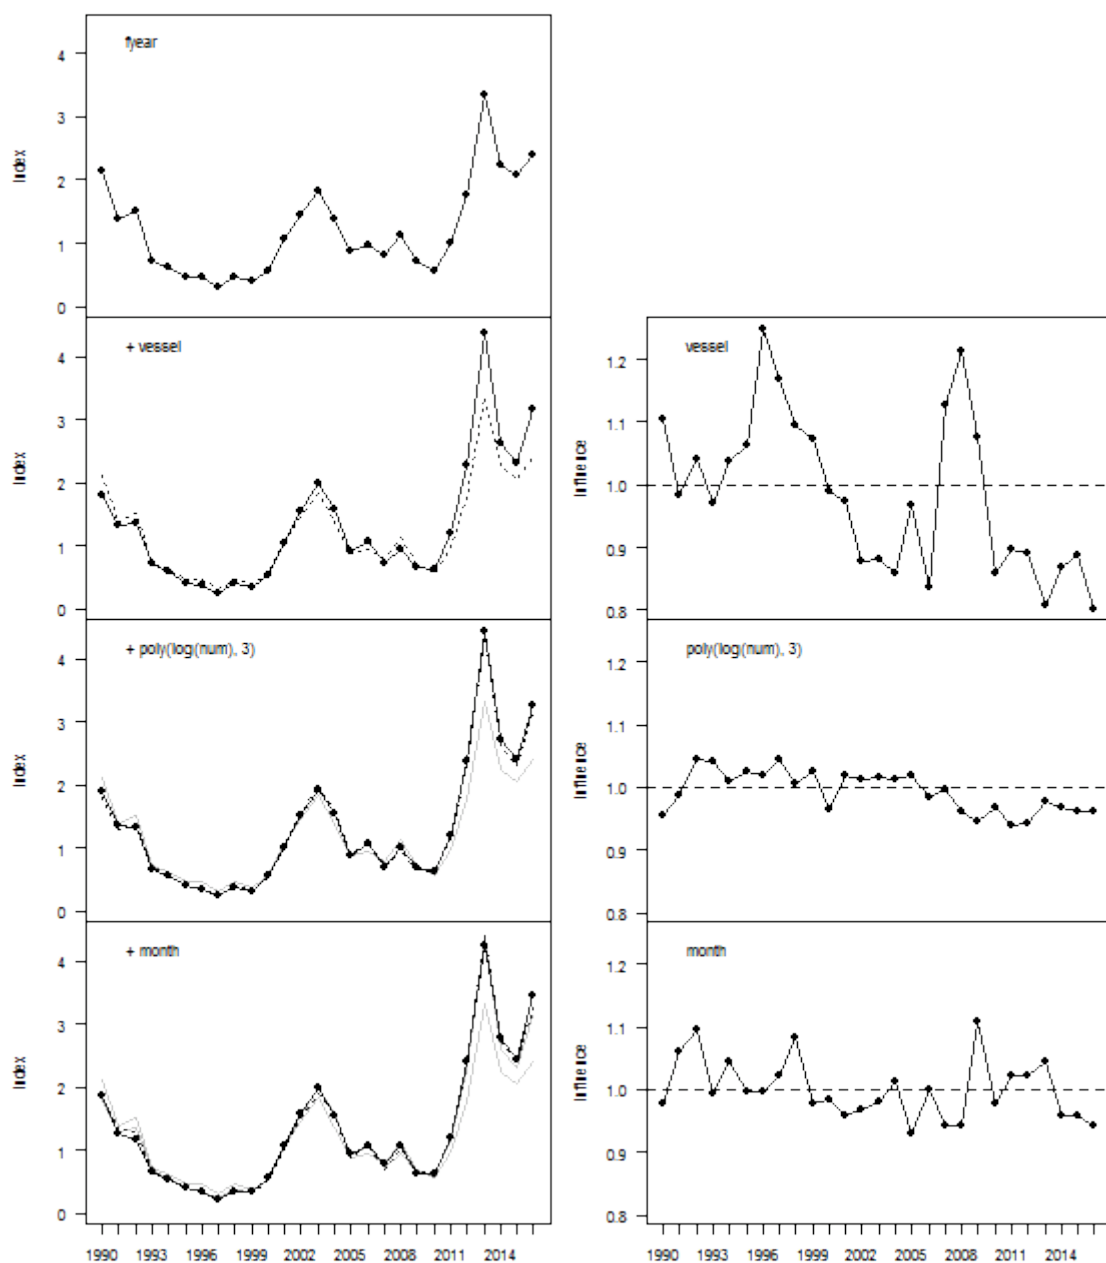 fyear
Index
4
3
2
1
0
+ vessel
Index
4
3
2
1
0
vessel
Influence
1.2
1.1
1.0
0.9
0.8
+ poly(log(num), 3)
Index
4
3
2
1
0
poly(log(num), 3)
Influence
1.2
1.1
1.0
0.9
0.8
+ month
Index
4
3
2
1
0
month
Influence
1.2
1.1
1.0
0.9
0.8
1990 1993 1996 1999 2002 2005 2008 2011 2014
1990 1993 1996 1999 2002 2005 2008 2011 2014